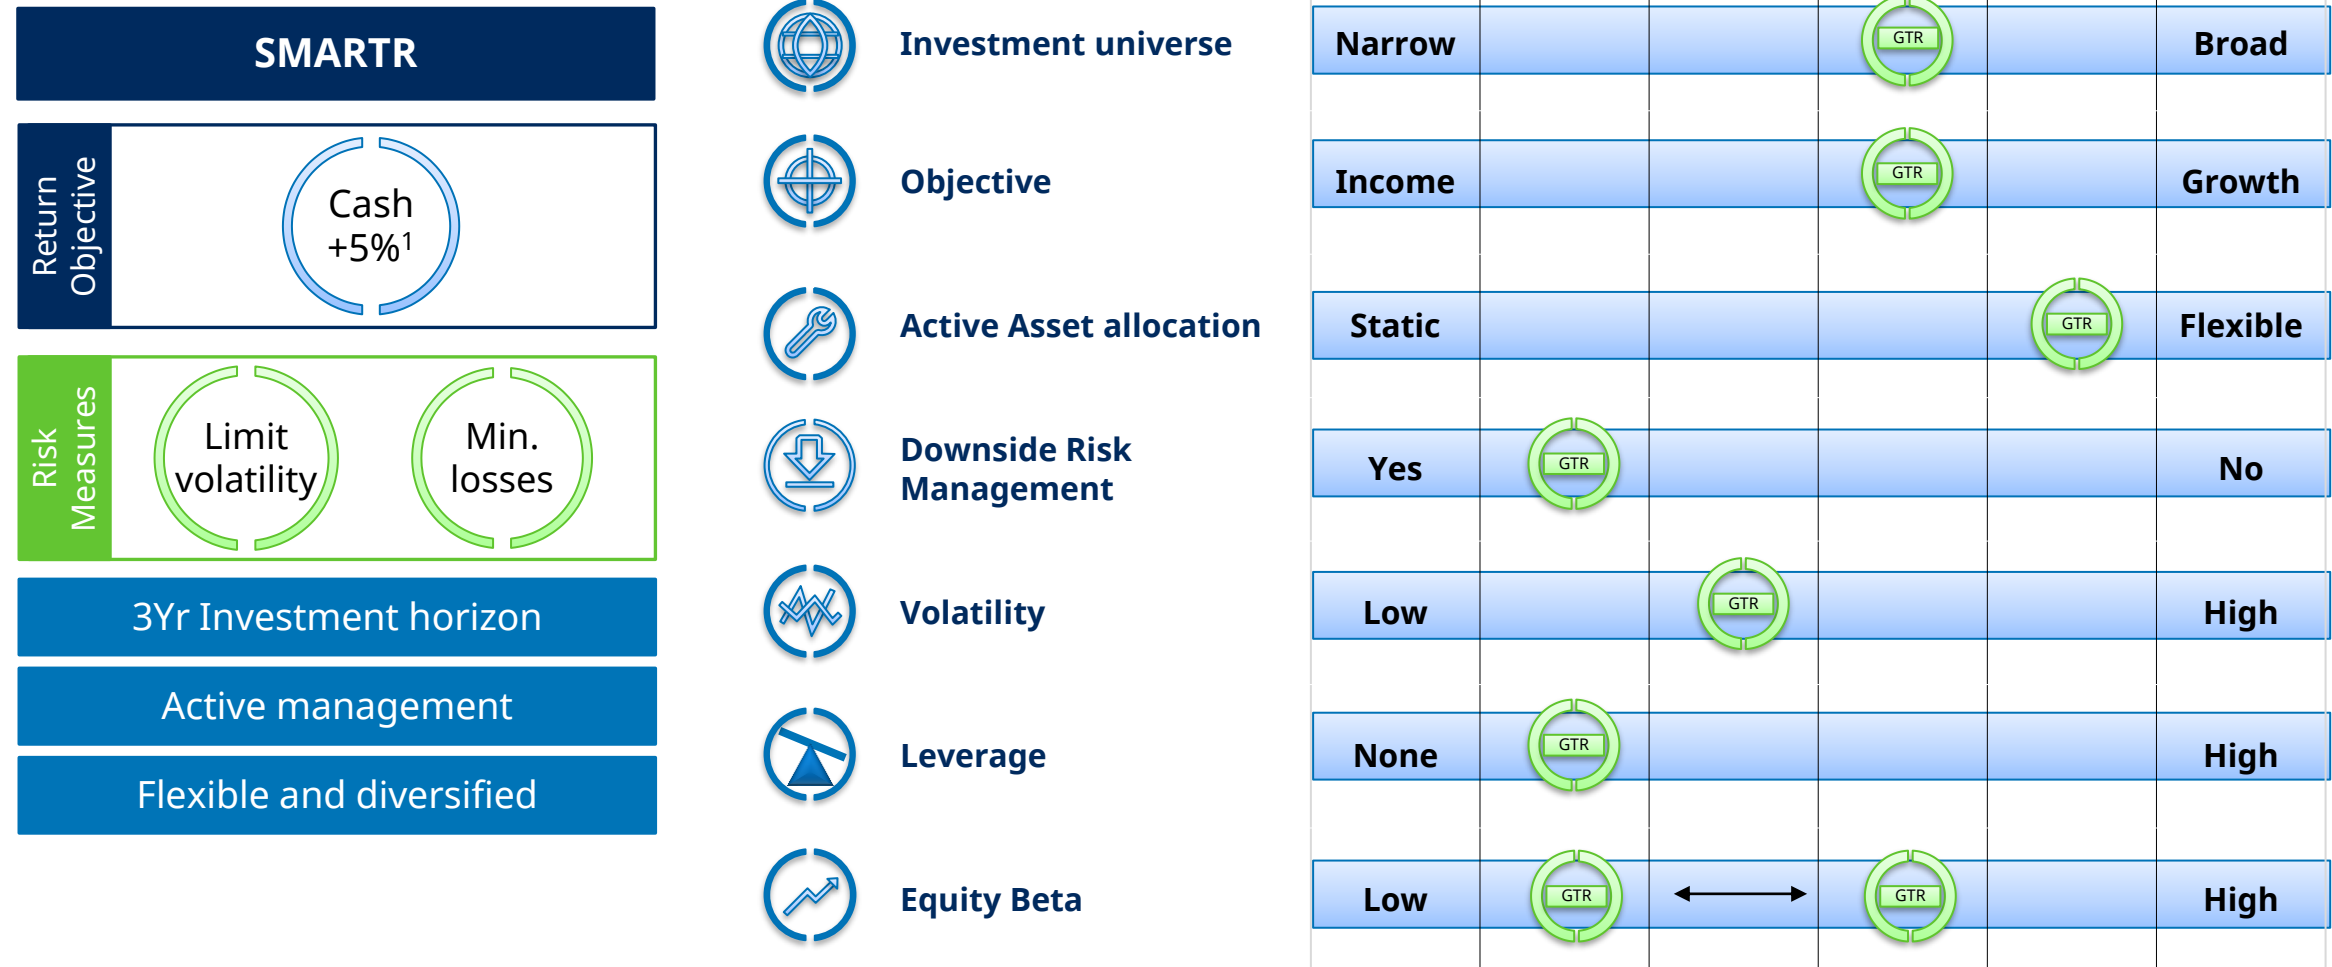 SMARTR
Return
Objective
Cash
+5%¹
Risk
Measures
Limit
volatility
Min.
losses
3Yr Investment horizon
Active management
Flexible and diversified
Investment universe
Narrow
GTR
Broad
Objective
Income
GTR
Growth
Active Asset allocation
Static
GTR
Flexible
Downside Risk
Management
Yes
GTR
No
Volatility
Low
GTR
High
Leverage
None
GTR
High
Equity Beta
Low
GTR
GTR
High